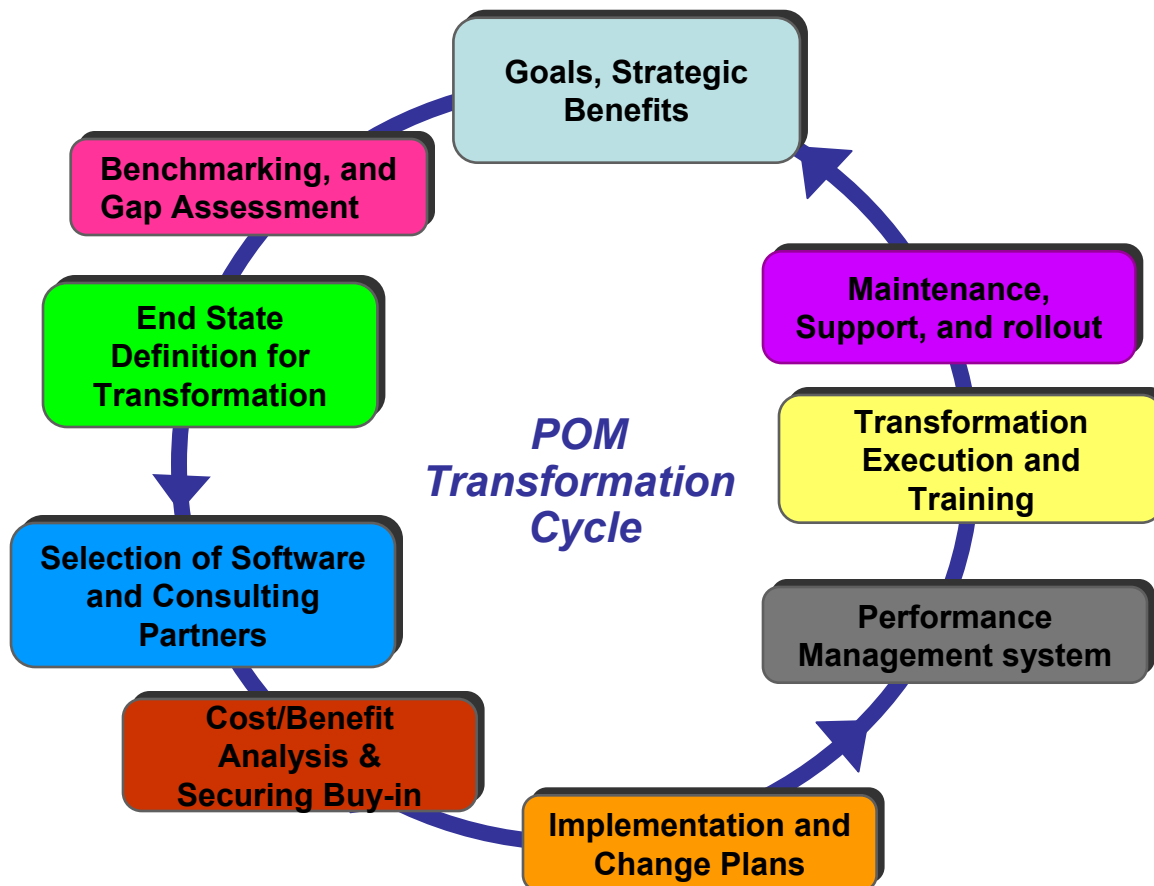 Goals, Strategic
Benefits
Benchmarking, and
Gap Assessment
End State
Definition for
Transformation
Selection of Software
and Consulting
Partners
Cost/Benefit
Analysis &
Securing Buy-in
Implementation and
Change Plans
Performance
Management system
Transformation
Execution and
Training
Maintenance,
Support, and rollout
POM
Transformation
Cycle